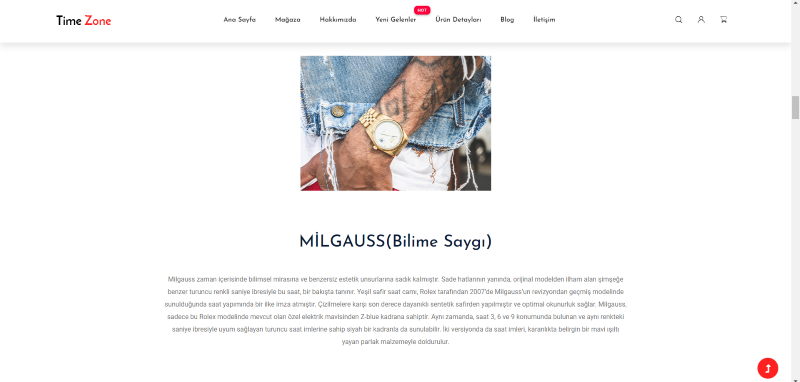 Time Zone
Ana Sayfa Mağaza Hakkımızda Yeni Gelenler HOT Ürün Detayları Blog İletişim
MİLGAUSS(Bilime Saygı)
Milgauss zaman içerisinde bilimsel mirasına ve benzersiz estetik unsurlarına sadık kalmıştır. Sade hatlarının yanında, orijinal modelden ilham alan şimşeğe
benzer turuncu renkli saniye ibresiyle bu saat, bir bakışta tanınır. Yeşil safir saat camı, Rolex tarafından 2007'de Milgauss'un revizyondan geçmiş modelinde
sunulduğunda saat yapımında bir ilke imza atmıştır. Çizilmelere karşı son derece dayanıklı sentetik safirden yapılmıştır ve optimal okunurluk sağlar. Milgauss,
sadece bu Rolex modelinde mevcut olan özel elektrik mavisinden Z-blue kadrana sahiptir. Aynı zamanda, saat 3, 6 ve 9 konumunda bulunan ve aynı renkteki
saniye ibresiyle uyum sağlayan turuncu saat imlerine sahip siyah bir kadranla da sunulabilir. İki versiyonda da saat imleri, karanlıkta belirgin bir mavi ışıltı
yayan parlak malzemeyle doldurulur.